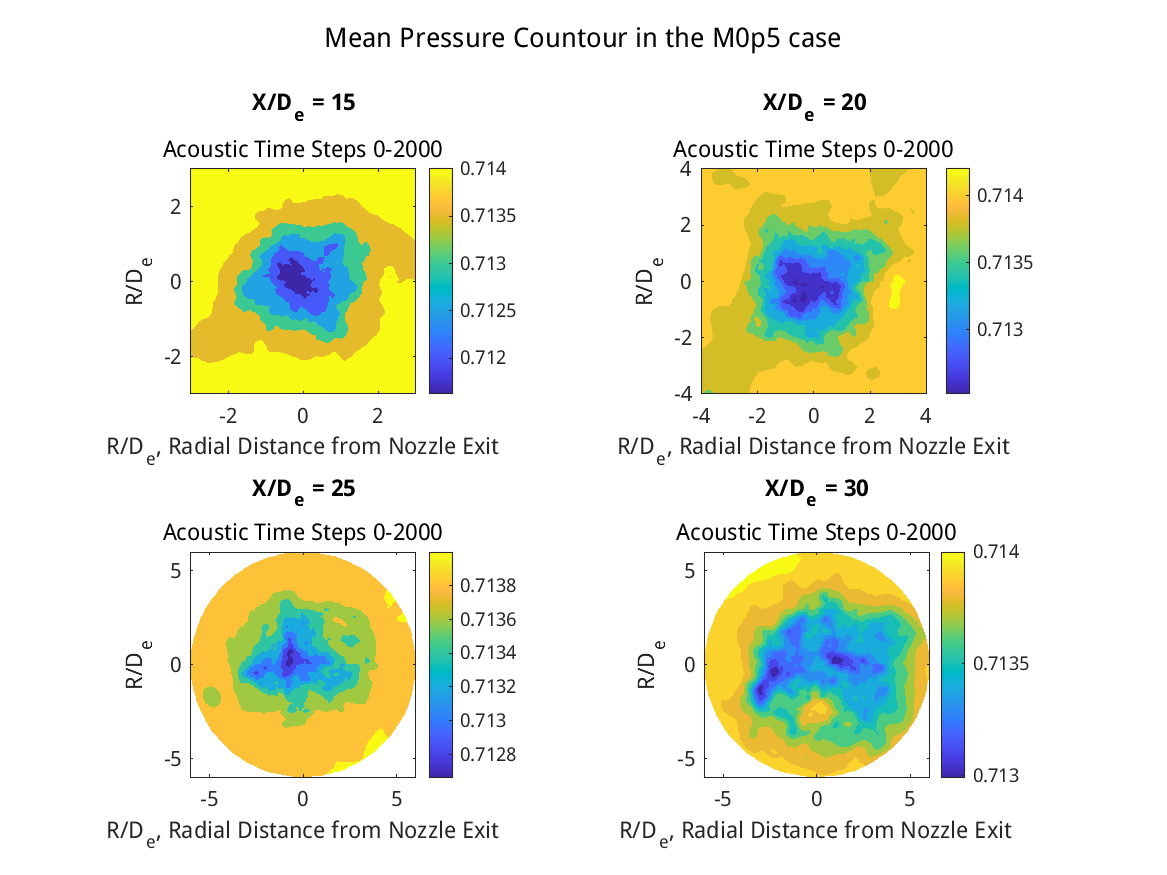 Mean Pressure Countour in the M0p5 case
X/De = 15
Acoustic Time Steps 0-2000
0.714
0.7135
0.713
0.7125
0.712
2
0
-2
-2 0 2
R/De
R/De, Radial Distance from Nozzle Exit
X/De = 20
Acoustic Time Steps 0-2000
0.714
0.7135
0.713
4
2
0
-2
-4
-4 -2 0 2 4
R/De
R/De, Radial Distance from Nozzle Exit
X/De = 25
Acoustic Time Steps 0-2000
0.7138
0.7136
0.7134
0.7132
0.713
0.7128
5
0
-5
-5 0 5
R/De
R/De, Radial Distance from Nozzle Exit
X/De = 30
Acoustic Time Steps 0-2000
0.714
0.7135
0.713
5
0
-5
-5 0 5
R/De
R/De, Radial Distance from Nozzle Exit